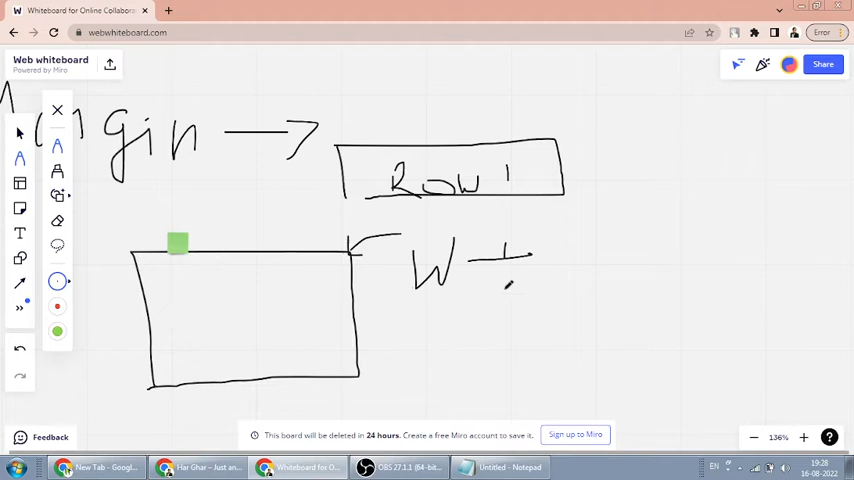 Whiteboard for Online Collabora
webwhiteboard.com
Error
Web whiteboard
Powered by Miro
Share
gin
ROW 1
W
T
Feedback
This board will be deleted in 24 hours. Create a free Miro account to save it.
Sign up to Miro
136%
?
New Tab - Googl...
Har Ghar – Just an...
Whiteboard for O...
OBS 27.1.1 (64-bit...
Untitled - Notepad
EN
19:28
16-08-2022